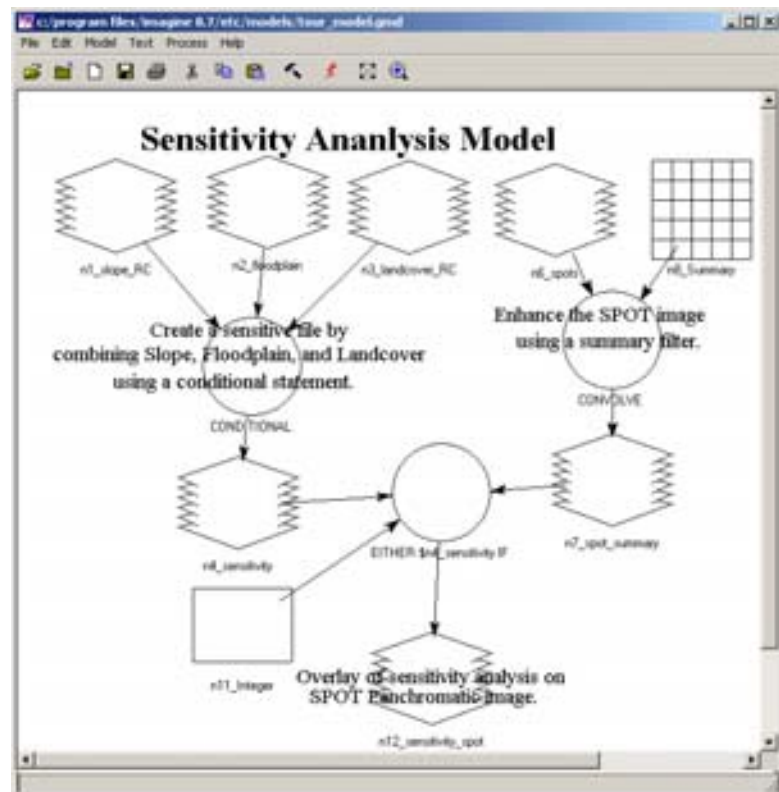 c:/program files/imagine 8.7/etc/models/tour_model.gmd
File Edit Model Text Process Help
Sensitivity Ananlysis Model
n1_slope_RC
n2_floodplain
n3_landcover_RC
n6_spots
n8_Summary
Create a sensitive file by
combining Slope, Floodplain, and Landcover
using a conditional statement.
Enhance the SPOT image
using a summary filter.
CONDITIONAL
CONVOLVE
n4_sensitivity
EITHER $n4_sensitivity IF
n7_spot_summary
n11_Integer
Overlay of sensitivity analysis on
SPOT Panchromatic image.
n12_sensitivity_spot